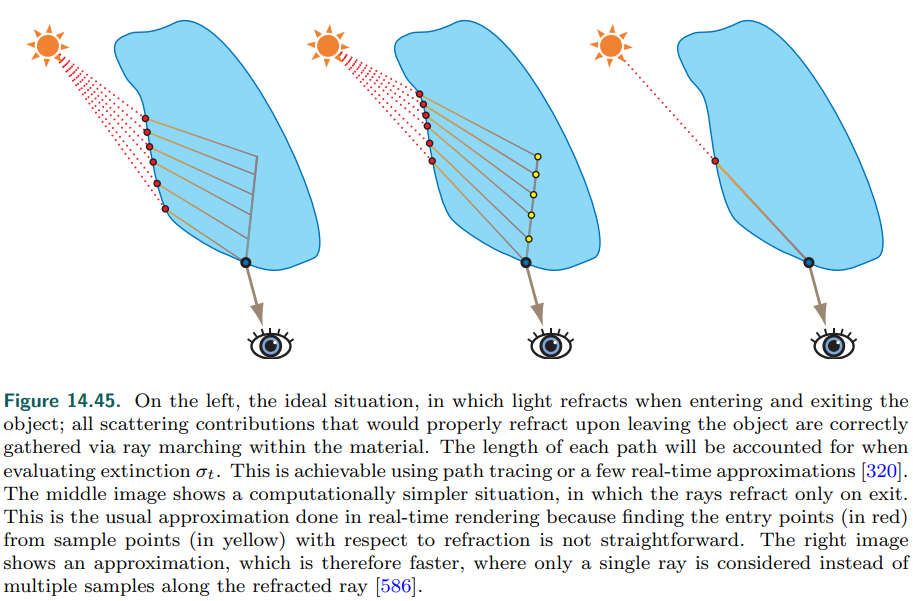 Figure 14.45. On the left, the ideal situation, in which light refracts when entering and exiting the
object; all scattering contributions that would properly refract upon leaving the object are correctly
gathered via ray marching within the material. The length of each path will be accounted for when
evaluating extinction σt. This is achievable using path tracing or a few real-time approximations [320].
The middle image shows a computationally simpler situation, in which the rays refract only on exit.
This is the usual approximation done in real-time rendering because finding the entry points (in red)
from sample points (in yellow) with respect to refraction is not straightforward. The right image
shows an approximation, which is therefore faster, where only a single ray is considered instead of
multiple samples along the refracted ray [586].